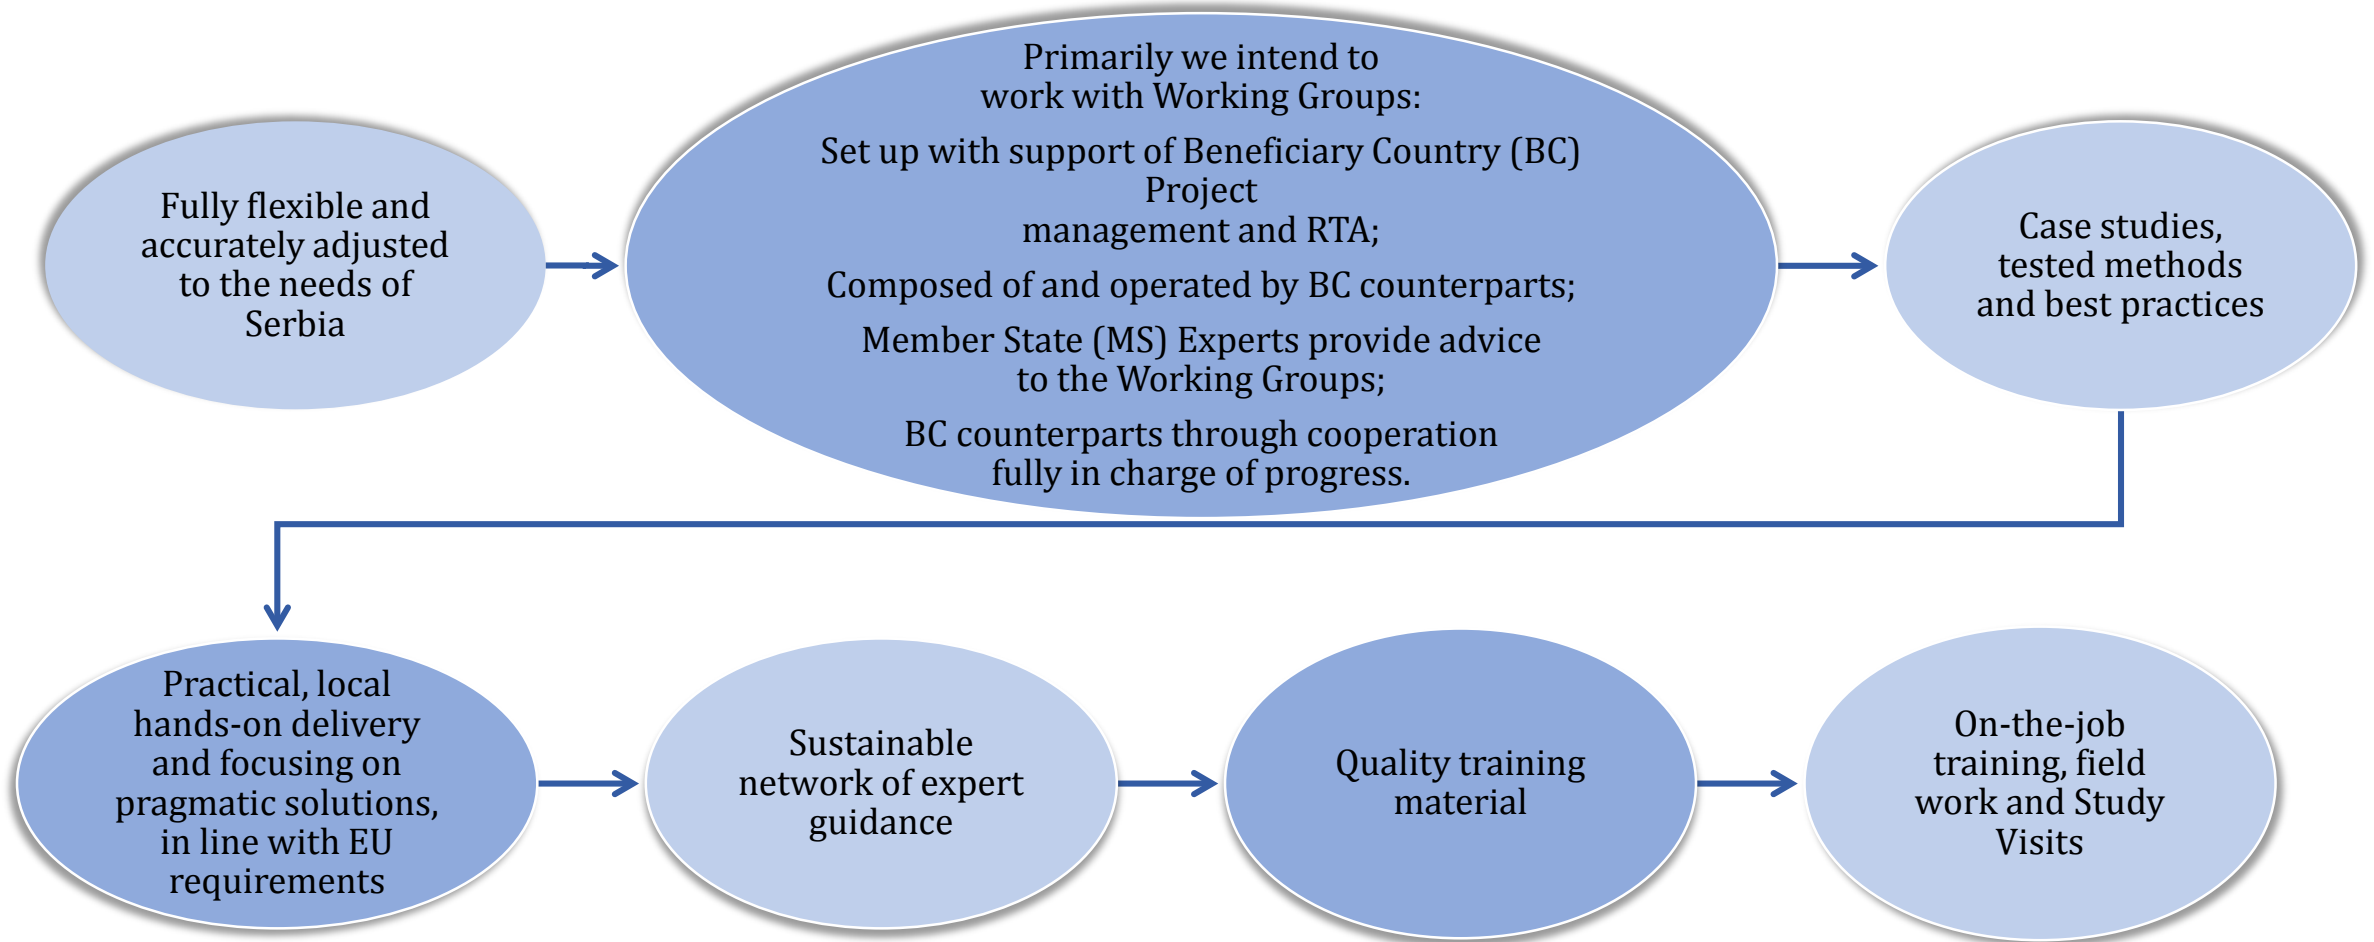 Fully flexible and
accurately adjusted
to the needs of
Serbia
Primarily we intend to
work with Working Groups:
Set up with support of Beneficiary Country (BC)
Project
management and RTA;
Composed of and operated by BC counterparts;
Member State (MS) Experts provide advice
to the Working Groups;
BC counterparts through cooperation
fully in charge of progress.
Case studies,
tested methods
and best practices
Practical, local
hands-on delivery
and focusing on
pragmatic solutions,
in line with EU
requirements
Sustainable
network of expert
guidance
Quality training
material
On-the-job
training, field
work and Study
Visits